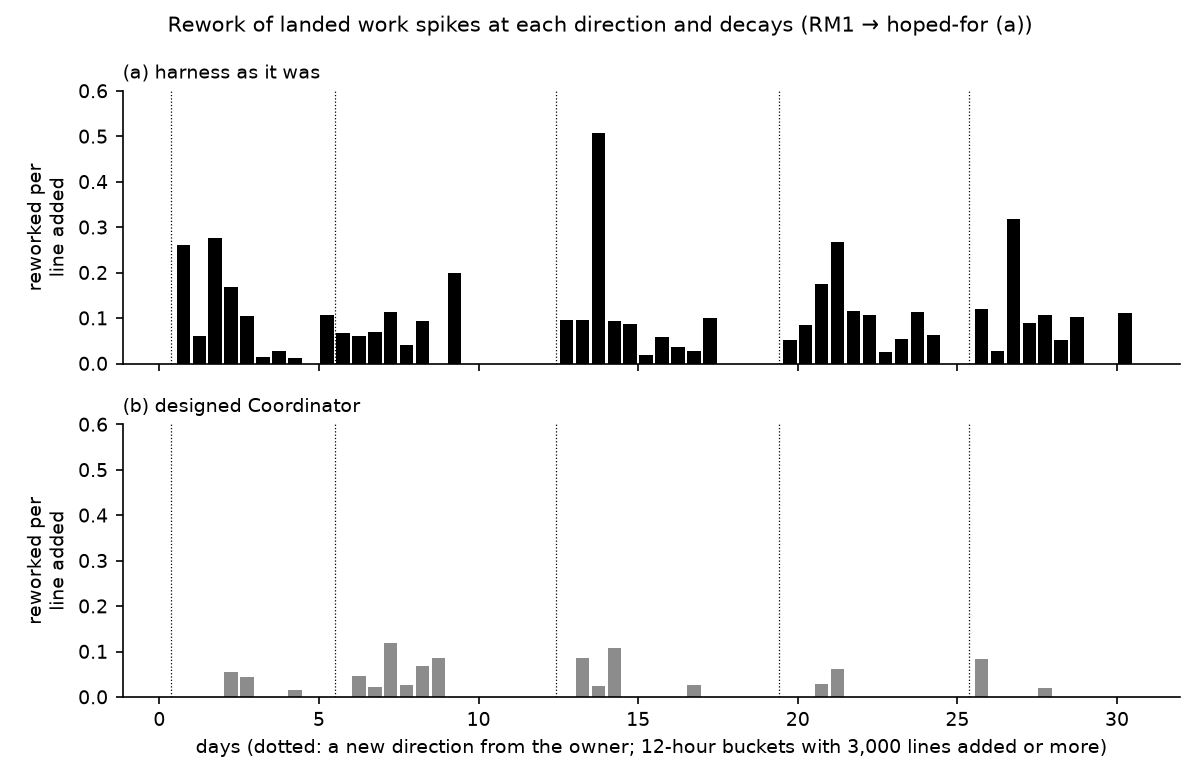 Rework of landed work spikes at each direction and decays (RM1 → hoped-for (a))
(a) harness as it was
0.6
0.5
0.4
0.3
0.2
0.1
0.0
reworked per
line added
(b) designed Coordinator
0.6
0.5
0.4
0.3
0.2
0.1
0.0
reworked per
line added
0 5 10 15 20 25 30
days (dotted: a new direction from the owner; 12-hour buckets with 3,000 lines added or more)